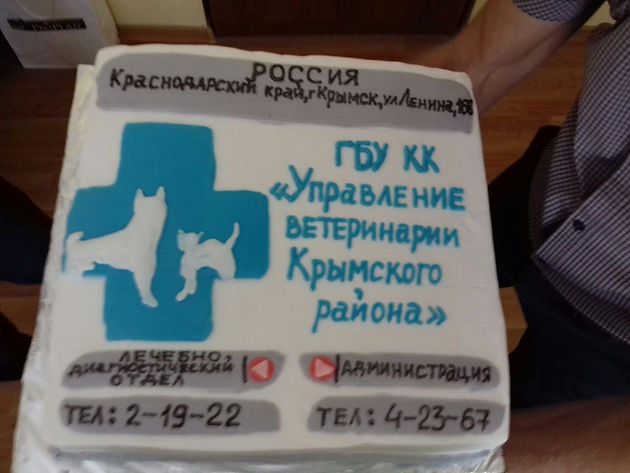 РОССИЯ
Краснодарский край, г Крымск, ул Ленина, 168
ГБУ КК
«Управление
ветеринарии
Крымского
района»
ЛЕЧЕБНО,
диагностический
ОТДЕЛ
АДМИНИСТРАЦИЯ
ТЕЛ: 2-19-22
ТЕЛ: 4-23-67